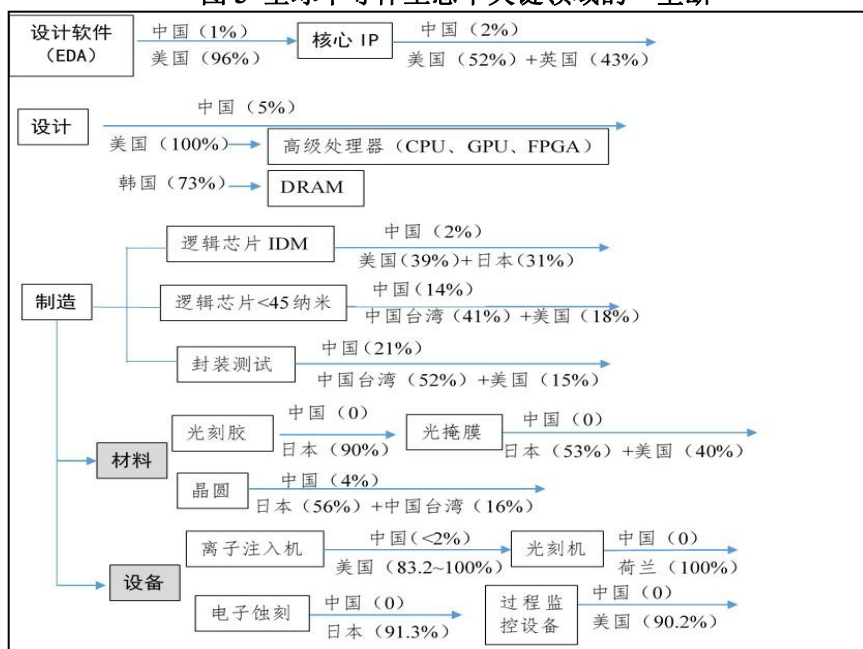 设计软件
（EDA）
中国（1%）
美国（96%）
核心 IP
中国（2%）
美国（52%）+英国（43%）
设计
中国（5%）
美国（100%）
高级处理器（CPU、GPU、FPGA）
韩国（73%）
DRAM
制造
逻辑芯片 IDM
中国（2%）
美国（39%）+日本（31%）
逻辑芯片<45 纳米
中国（14%）
中国台湾（41%）+美国（18%）
封装测试
中国（21%）
中国台湾（52%）+美国（15%）
材料
光刻胶
中国（0）
日本（90%）
光掩膜
中国（0）
日本（53%）+美国（40%）
晶圆
中国（4%）
日本（56%）+中国台湾（16%）
设备
离子注入机
中国（<2%）
美国（83.2~100%）
光刻机
中国（0）
荷兰（100%）
电子蚀刻
中国（0）
日本（91.3%）
过程监
控设备
中国（0）
美国（90.2%）